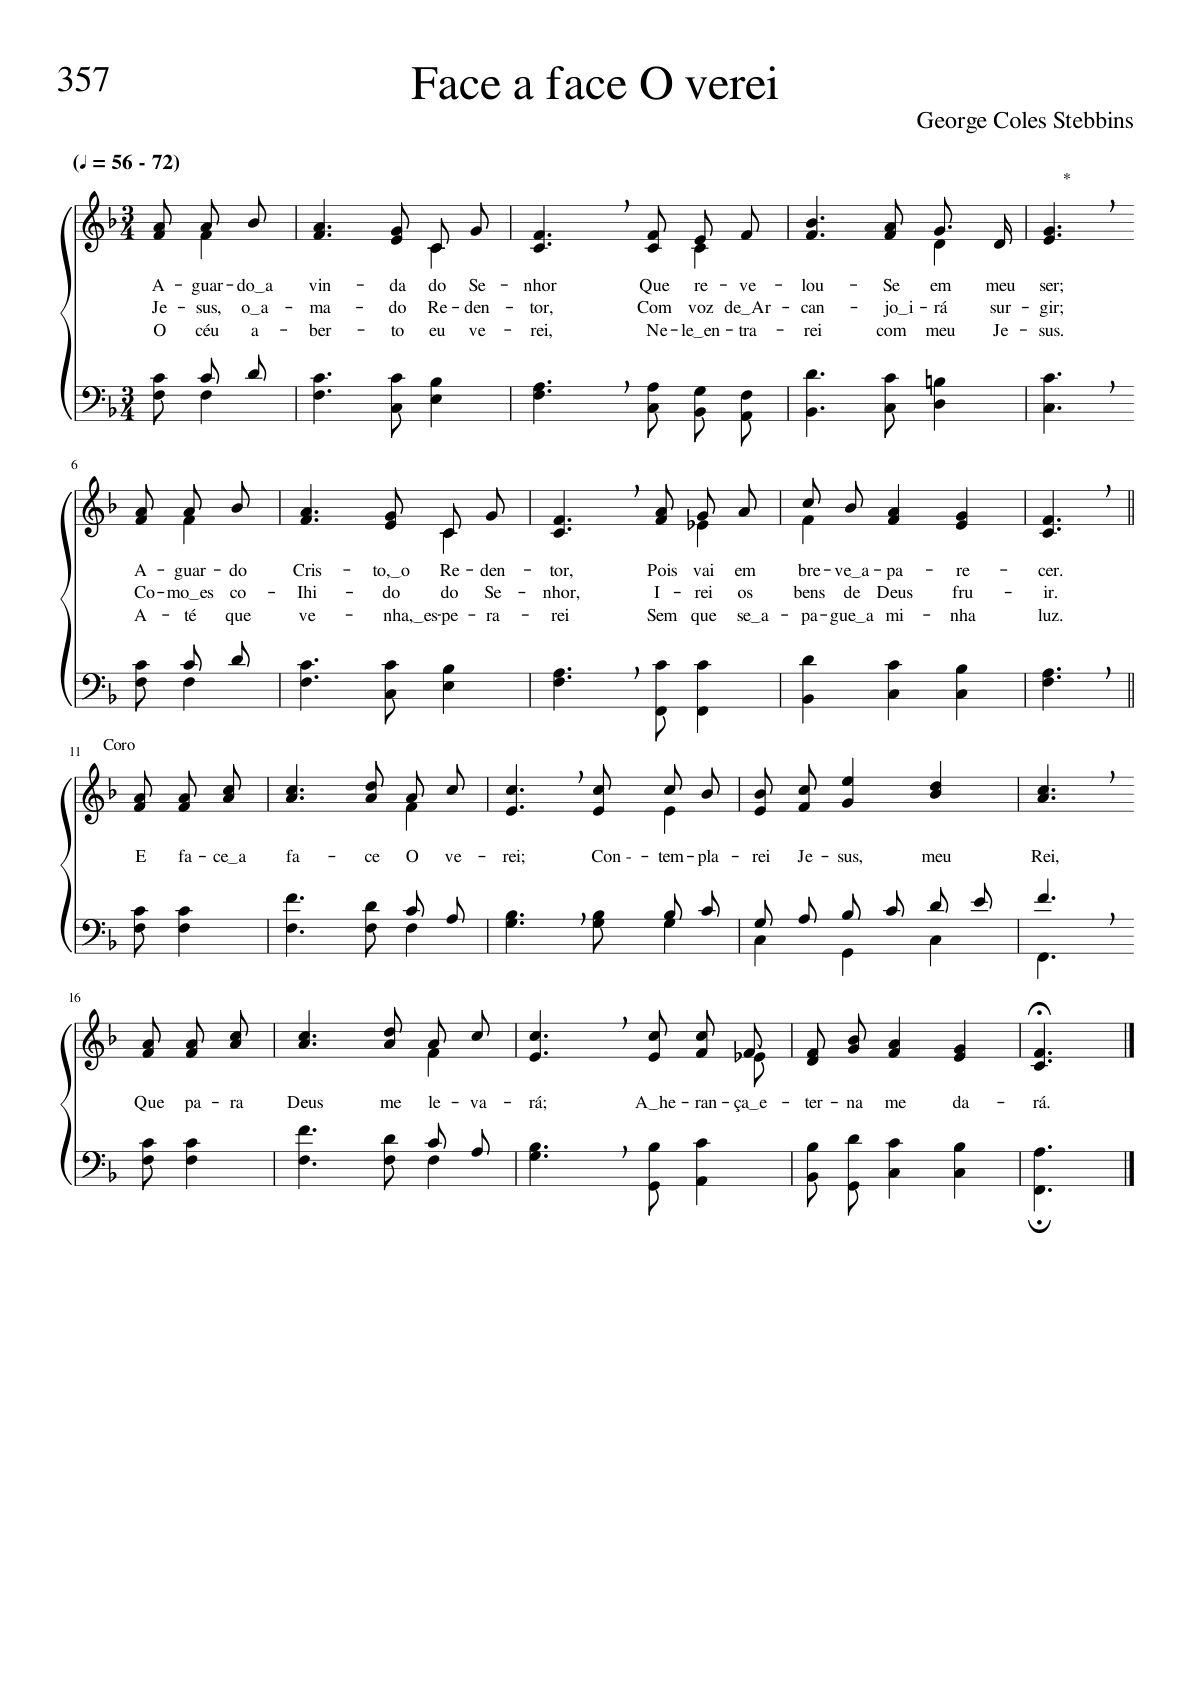 357
Face a face O verei
George Coles Stebbins
(♩ = 56 - 72)
*
A - guar - do_a vin - da do Se - nhor Que re - ve - lou - Se em meu ser;
Je - sus, o_a - ma - do Re - den - tor, Com voz de_Ar - can - jo_i - rá sur - gir;
O céu a - ber - to eu ve - rei, Ne - le_en - tra - rei com meu Je - sus.
6
A - guar - do Cris - to,_o Re - den - tor, Pois vai em bre - ve_a - pa - re - cer.
Co - mo_es co - Ihi - do do Se - nhor, I - rei os bens de Deus fru - ir.
A - té que ve - nha,_es - pe - ra - rei Sem que se_a - pa - gue_a mi - nha luz.
11
Coro
E fa - ce_a fa - ce O ve - rei; Con - tem - pla - rei Je - sus, meu Rei,
16
Que pa - ra Deus me le - va - rá; A_he - ran - ça_e - ter - na me da - rá.